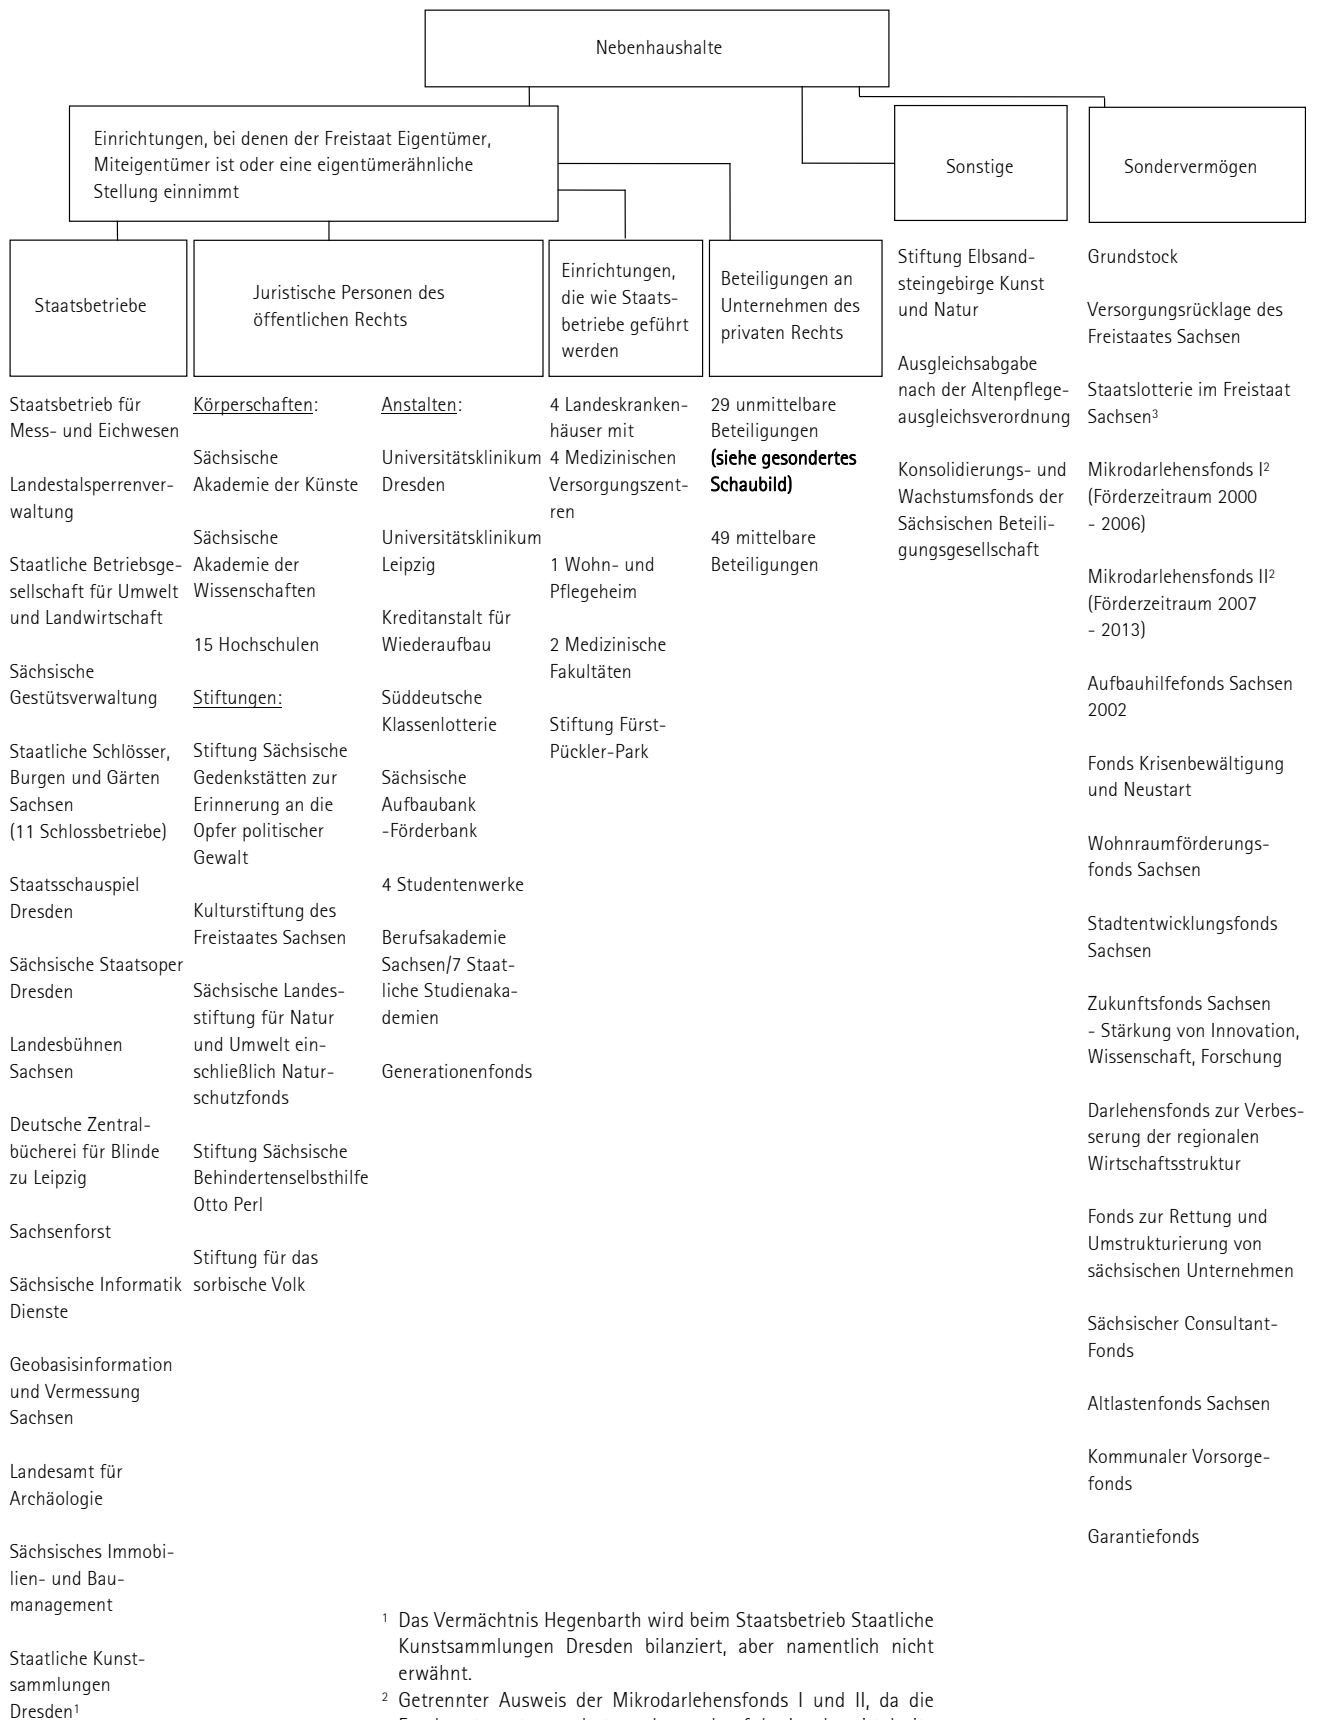 Nebenhaushalte
Einrichtungen, bei denen der Freistaat Eigentümer,
Miteigentümer ist oder eine eigentümerähnliche
Stellung einnimmt
Sonstige
Sondervermögen
Staatsbetriebe
Juristische Personen des
öffentlichen Rechts
Einrichtungen,
die wie Staats-
betriebe geführt
werden
Beteiligungen an
Unternehmen des
privaten Rechts
Staatsbetrieb für
Mess- und Eichwesen
Landestalsperrenver-
waltung
Staatliche Betriebsge-
sellschaft für Umwelt
und Landwirtschaft
Sächsische
Gestütsverwaltung
Staatliche Schlösser,
Burgen und Gärten
Sachsen
(11 Schlossbetriebe)
Staatsschauspiel
Dresden
Sächsische Staatsoper
Dresden
Landesbühnen
Sachsen
Deutsche Zentral-
bücherei für Blinde
zu Leipzig
Sachsenforst
Sächsische Informatik
Dienste
Geobasisinformation
und Vermessung
Sachsen
Landesamt für
Archäologie
Sächsisches Immobi-
lien- und Bau-
management
Staatliche Kunst-
sammlungen
Dresden¹
Körperschaften:
Sächsische
Akademie der Künste
Sächsische
Akademie der
Wissenschaften
15 Hochschulen
Stiftungen:
Stiftung Sächsische
Gedenkstätten zur
Erinnerung an die
Opfer politischer
Gewalt
Kulturstiftung des
Freistaates Sachsen
Sächsische Landes-
stiftung für Natur
und Umwelt ein-
schließlich Natur-
schutzfonds
Stiftung Sächsische
Behindertenselbsthilfe
Otto Perl
Stiftung für das
sorbische Volk
Anstalten:
Universitätsklinikum
Dresden
Universitätsklinikum
Leipzig
Kreditanstalt für
Wiederaufbau
Süddeutsche
Klassenlotterie
Sächsische
Aufbaubank
-Förderbank
4 Studentenwerke
Berufsakademie
Sachsen/7 Staat-
liche Studienaka-
demien
Generationenfonds
4 Landeskranken-
häuser mit
4 Medizinischen
Versorgungszent-
ren
1 Wohn- und
Pflegeheim
2 Medizinische
Fakultäten
Stiftung Fürst-
Pückler-Park
29 unmittelbare
Beteiligungen
(siehe gesondertes
Schaubild)
49 mittelbare
Beteiligungen
Stiftung Elbsand-
steingebirge Kunst
und Natur
Ausgleichsabgabe
nach der Altenpflege-
ausgleichsverordnung
Konsolidierungs- und
Wachstumsfonds der
Sächsischen Beteili-
gungsgesellschaft
Grundstock
Versorgungsrücklage des
Freistaates Sachsen
Staatslotterie im Freistaat
Sachsen³
Mikrodarlehensfonds I²
(Förderzeitraum 2000
- 2006)
Mikrodarlehensfonds II²
(Förderzeitraum 2007
- 2013)
Aufbauhilfefonds Sachsen
2002
Fonds Krisenbewältigung
und Neustart
Wohnraumförderungs-
fonds Sachsen
Stadtentwicklungsfonds
Sachsen
Zukunftsfonds Sachsen
- Stärkung von Innovation,
Wissenschaft, Forschung
Darlehensfonds zur Verbes-
serung der regionalen
Wirtschaftsstruktur
Fonds zur Rettung und
Umstrukturierung von
sächsischen Unternehmen
Sächsischer Consultant-
Fonds
Altlastenfonds Sachsen
Kommunaler Vorsorge-
fonds
Garantiefonds
¹ Das Vermächtnis Hegenbarth wird beim Staatsbetrieb Staatliche
Kunstsammlungen Dresden bilanziert, aber namentlich nicht
erwähnt.
² Getrennter Ausweis der Mikrodarlehensfonds I und II, da die